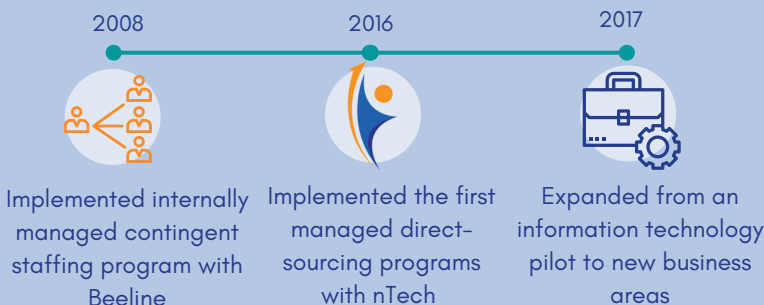 2008
2016
2017
Implemented internally
managed contingent
staffing program with
Beeline
Implemented the first
managed direct-
sourcing programs
with nTech
Expanded from an
information technology
pilot to new business
areas